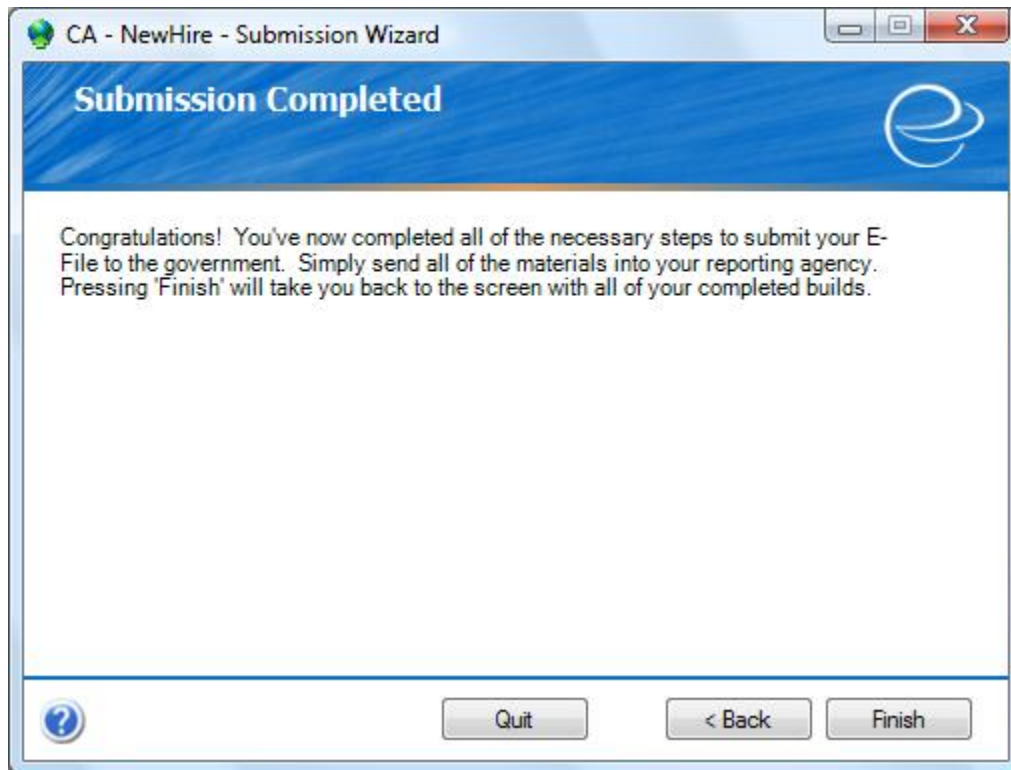 CA - NewHire - Submission Wizard
Submission Completed
Congratulations!  You've now completed all of the necessary steps to submit your E-
File to the government.  Simply send all of the materials into your reporting agency.
Pressing 'Finish' will take you back to the screen with all of your completed builds.
Quit
< Back
Finish